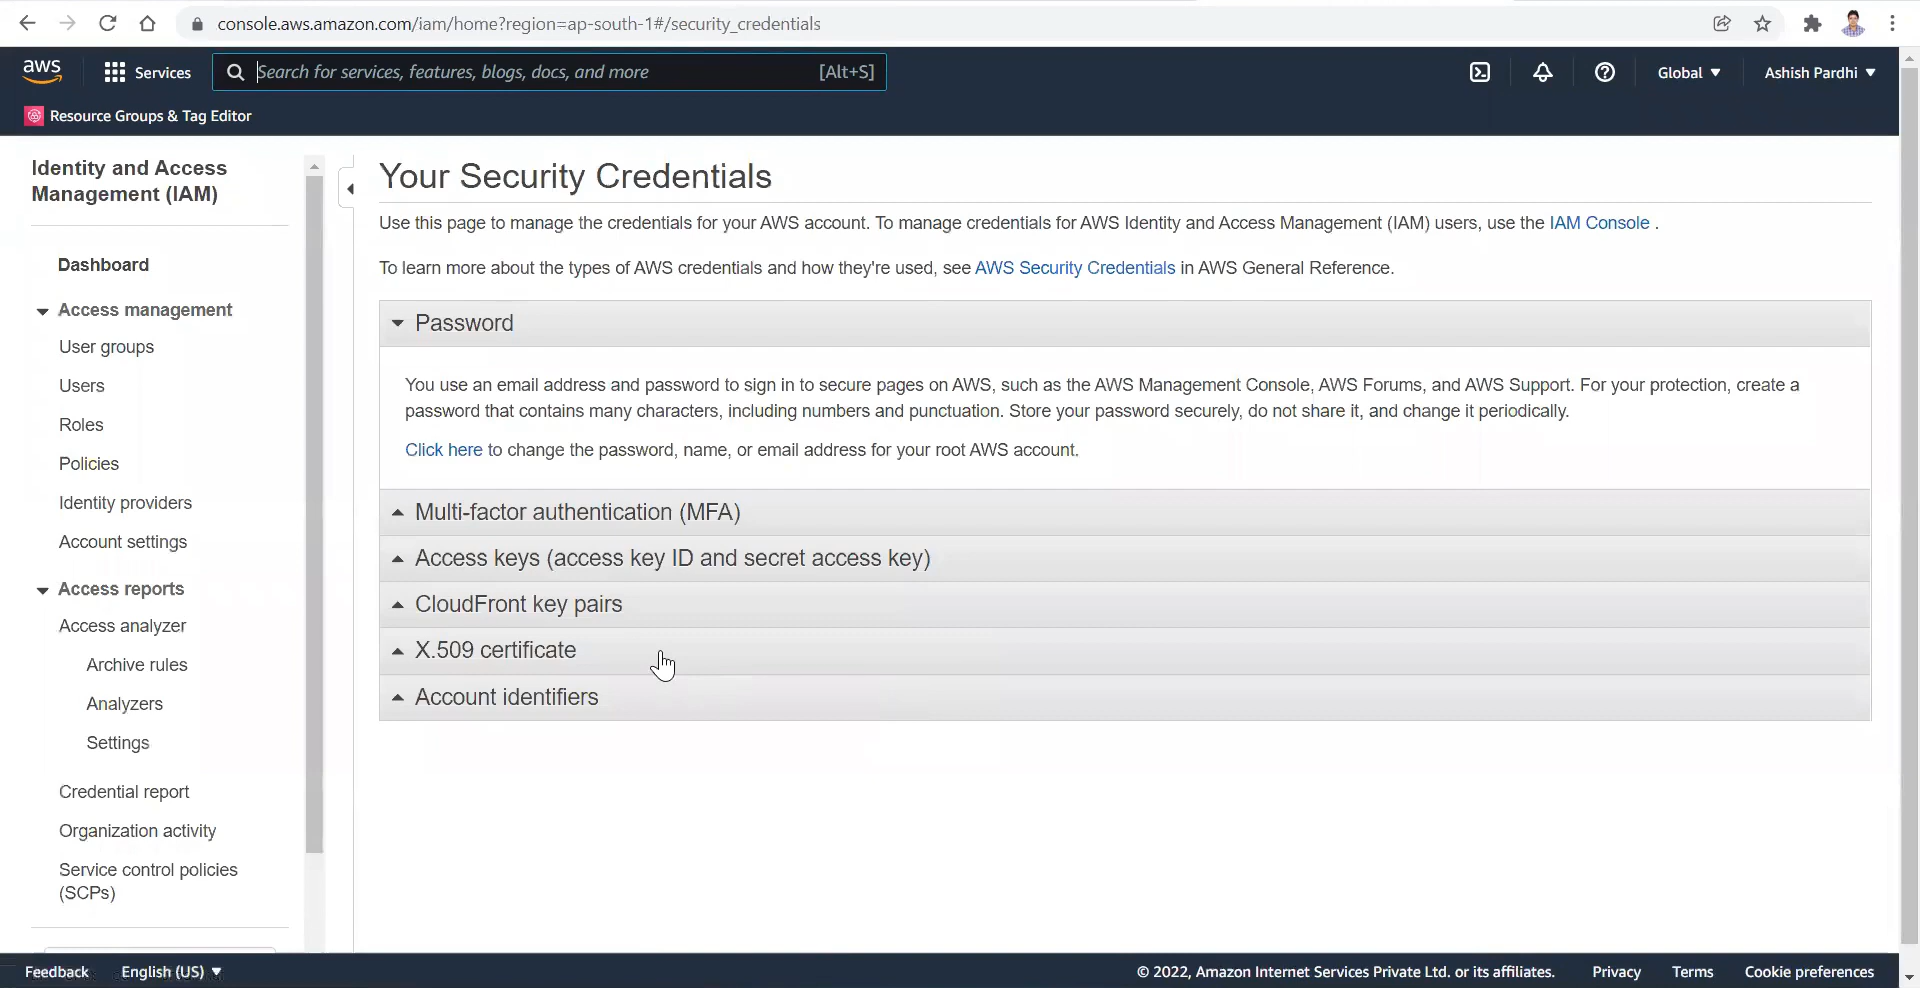 console.aws.amazon.com/iam/home?region=ap-south-1#/security_credentials
aws
Services
Search for services, features, blogs, docs, and more
[Alt+S]
Global
Ashish Pardhi
Resource Groups & Tag Editor
Identity and Access
Management (IAM)
Dashboard
Access management
User groups
Users
Roles
Policies
Identity providers
Account settings
Access reports
Access analyzer
Archive rules
Analyzers
Settings
Credential report
Organization activity
Service control policies
(SCPs)
Your Security Credentials
Use this page to manage the credentials for your AWS account. To manage credentials for AWS Identity and Access Management (IAM) users, use the IAM Console .
To learn more about the types of AWS credentials and how they're used, see AWS Security Credentials in AWS General Reference.
Password
You use an email address and password to sign in to secure pages on AWS, such as the AWS Management Console, AWS Forums, and AWS Support. For your protection, create a
password that contains many characters, including numbers and punctuation. Store your password securely, do not share it, and change it periodically.
Click here to change the password, name, or email address for your root AWS account.
Multi-factor authentication (MFA)
Access keys (access key ID and secret access key)
CloudFront key pairs
X.509 certificate
Account identifiers
Feedback
English (US)
© 2022, Amazon Internet Services Private Ltd. or its affiliates.
Privacy
Terms
Cookie preferences